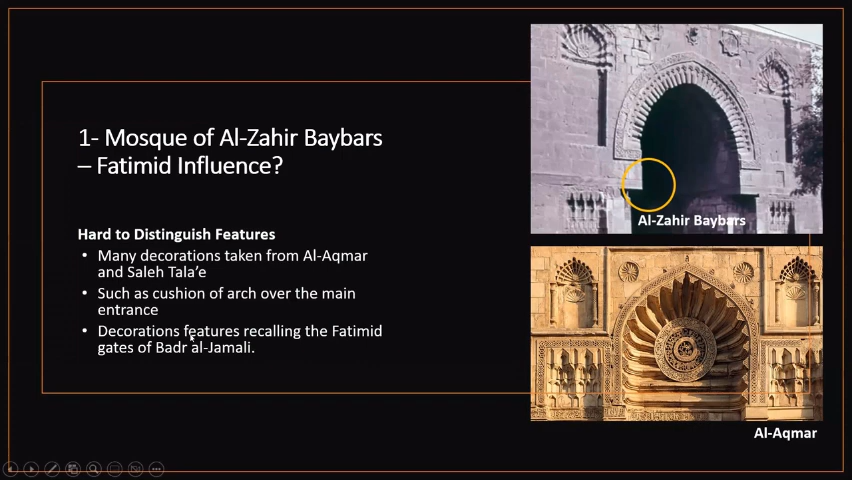 1- Mosque of Al-Zahir Baybars
– Fatimid Influence?
Hard to Distinguish Features
• Many decorations taken from Al-Aqmar
and Saleh Tala’e
• Such as cushion of arch over the main
entrance
• Decorations features recalling the Fatimid
gates of Badr al-Jamali.
Al-Zahir Baybars
Al-Aqmar